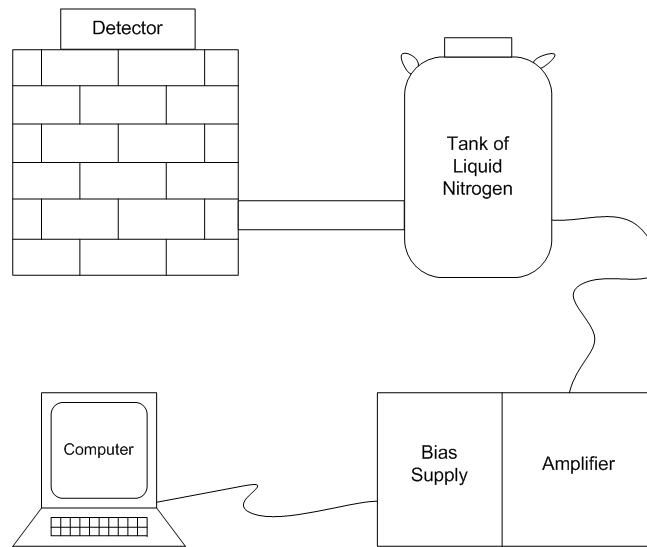 Detector
Tank of
Liquid
Nitrogen
Computer
Bias
Supply
Amplifier